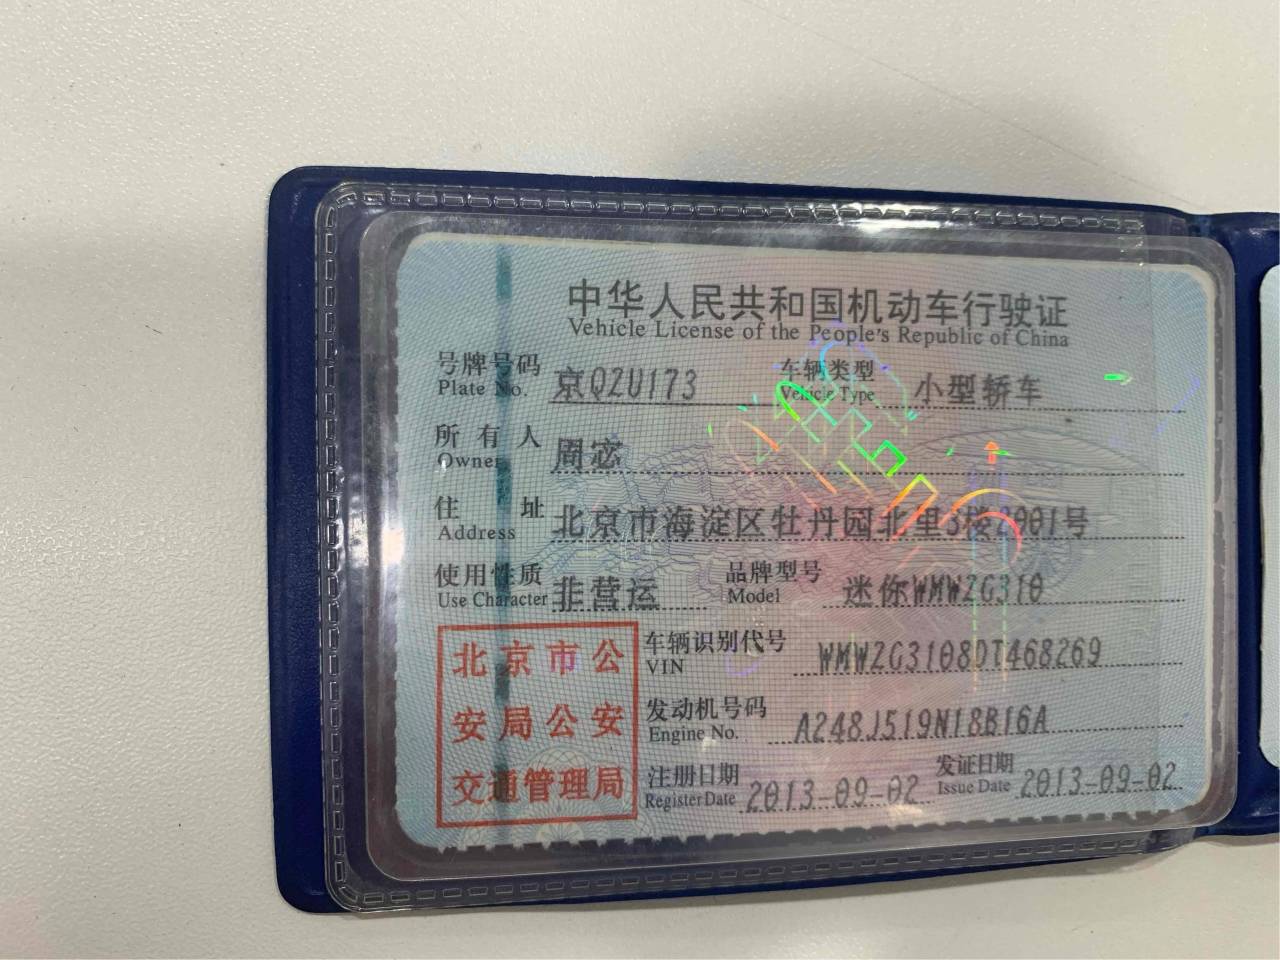 中华人民共和国机动车行驶证
Vehicle License of the People's Republic of China
号牌号码 京QZU173 车辆类型 小型轿车
Plate No. Vehicle Type
所有人 周宓
Owner
住址 北京市海淀区牡丹园北里3楼2001号
Address
使用性质 非营运 品牌型号 迷你WMWZG310
Use Character Model
北京市公
安局公安
交通管理局
车辆识别代号 WMWZG3108DT468269
VIN
发动机号码 A248J519N18B16A
Engine No.
注册日期 2013-09-02 发证日期 2013-09-02
Register Date Issue Date